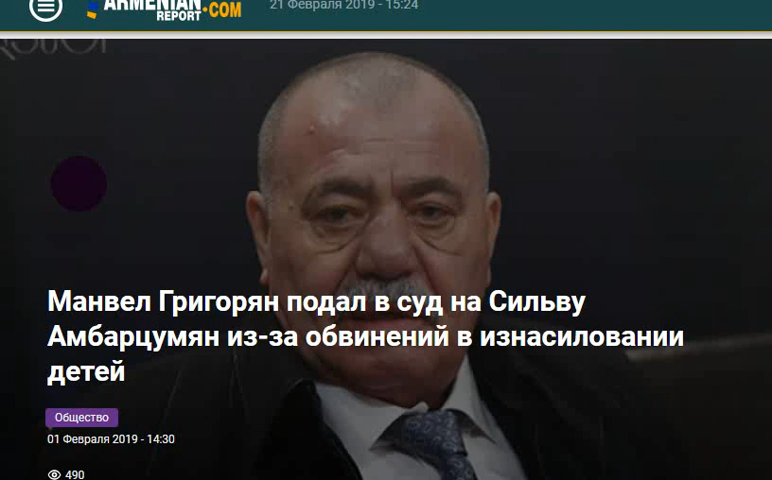 ARMENIAN
REPORT.COM
21 Февраля 2019 - 15:24
Манвел Григорян подал в суд на Сильву
Амбарцумян из-за обвинений в изнасиловании
детей
Общество
01 Февраля 2019 - 14:30
490